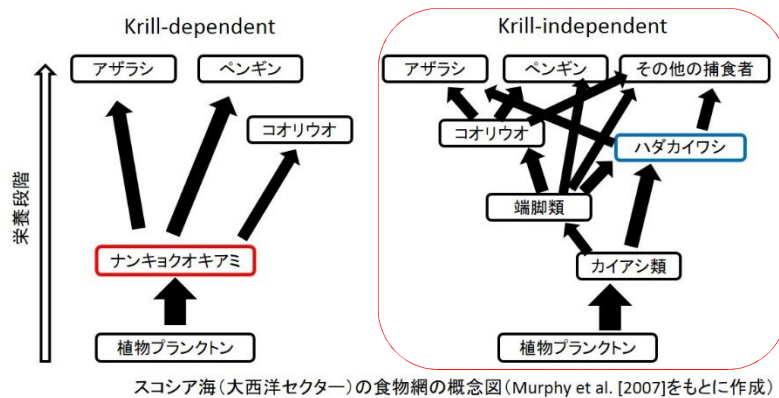 Krill-dependent
アザラシ
ペンギン
コオリウオ
ナンキョクオキアミ
植物プランクトン
栄養段階
Krill-independent
アザラシ
ペンギン
その他の捕食者
コオリウオ
ハダカイワシ
端脚類
カイアシ類
植物プランクトン
スコシア海(大西洋セクター)の食物網の概念図(Murphy et al. [2007]をもとに作成)